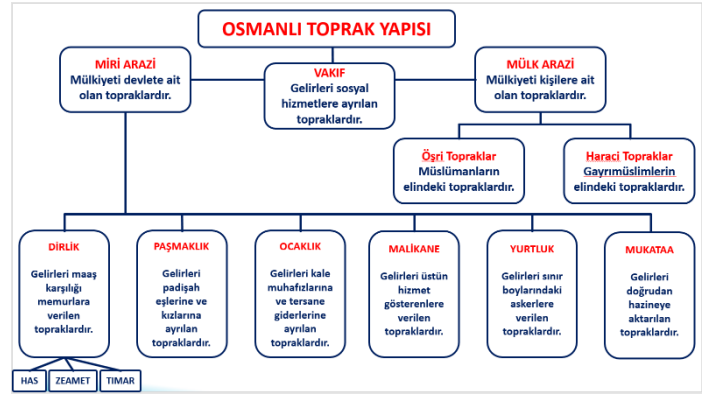 OSMANLI TOPRAK YAPISI
MİRİ ARAZİ
Mülkiyeti devlete ait
olan topraklardır.
VAKIF
Gelirleri sosyal
hizmetlere ayrılan
topraklardır.
MÜLK ARAZİ
Mülkiyeti kişilere ait
olan topraklardır.
Öşri Topraklar
Müslümanların
elindeki topraklardır.
Haraci Topraklar
Gayrımüslimlerin
elindeki topraklardır.
DİRLİK
Gelirleri maaş
karşılığı
memurlara
verilen
topraklardır.
PAŞMAKLIK
Gelirleri
padişah
eşlerine ve
kızlarına
ayrılan
topraklardır.
OCAKLIK
Gelirleri kale
muhafızlarına
ve tersane
giderlerine
ayrılan
topraklardır.
MALİKANE
Gelirleri üstün
hizmet
gösterenlere
verilen
topraklardır.
YURTLUK
Gelirleri sınır
boylarındaki
askerlere
verilen
topraklardır.
MUKATAA
Gelirleri
doğrudan
hazineye
aktarılan
topraklardır.
HAS
ZEAMET
TIMAR